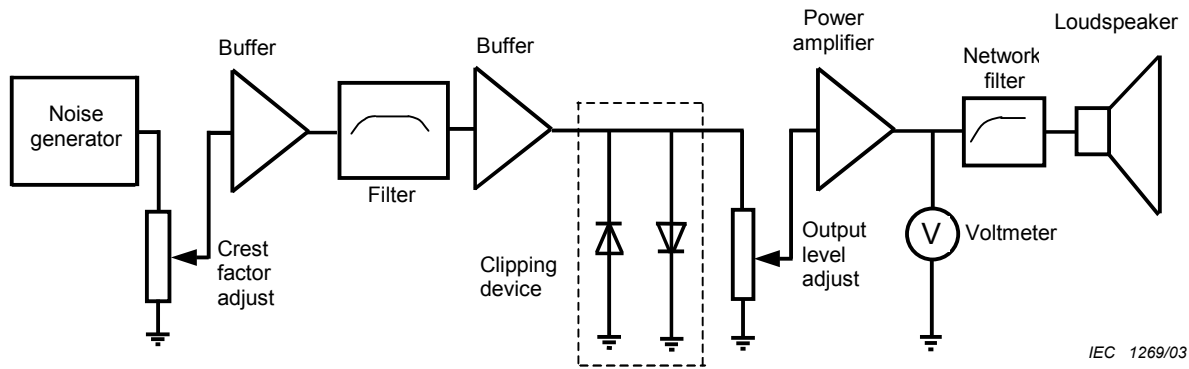 Noise
generator
Crest
factor
adjust
Buffer
Filter
Buffer
Clipping
device
Output
level
adjust
Power
amplifier
V
Voltmeter
Network
filter
Loudspeaker
IEC 1269/03